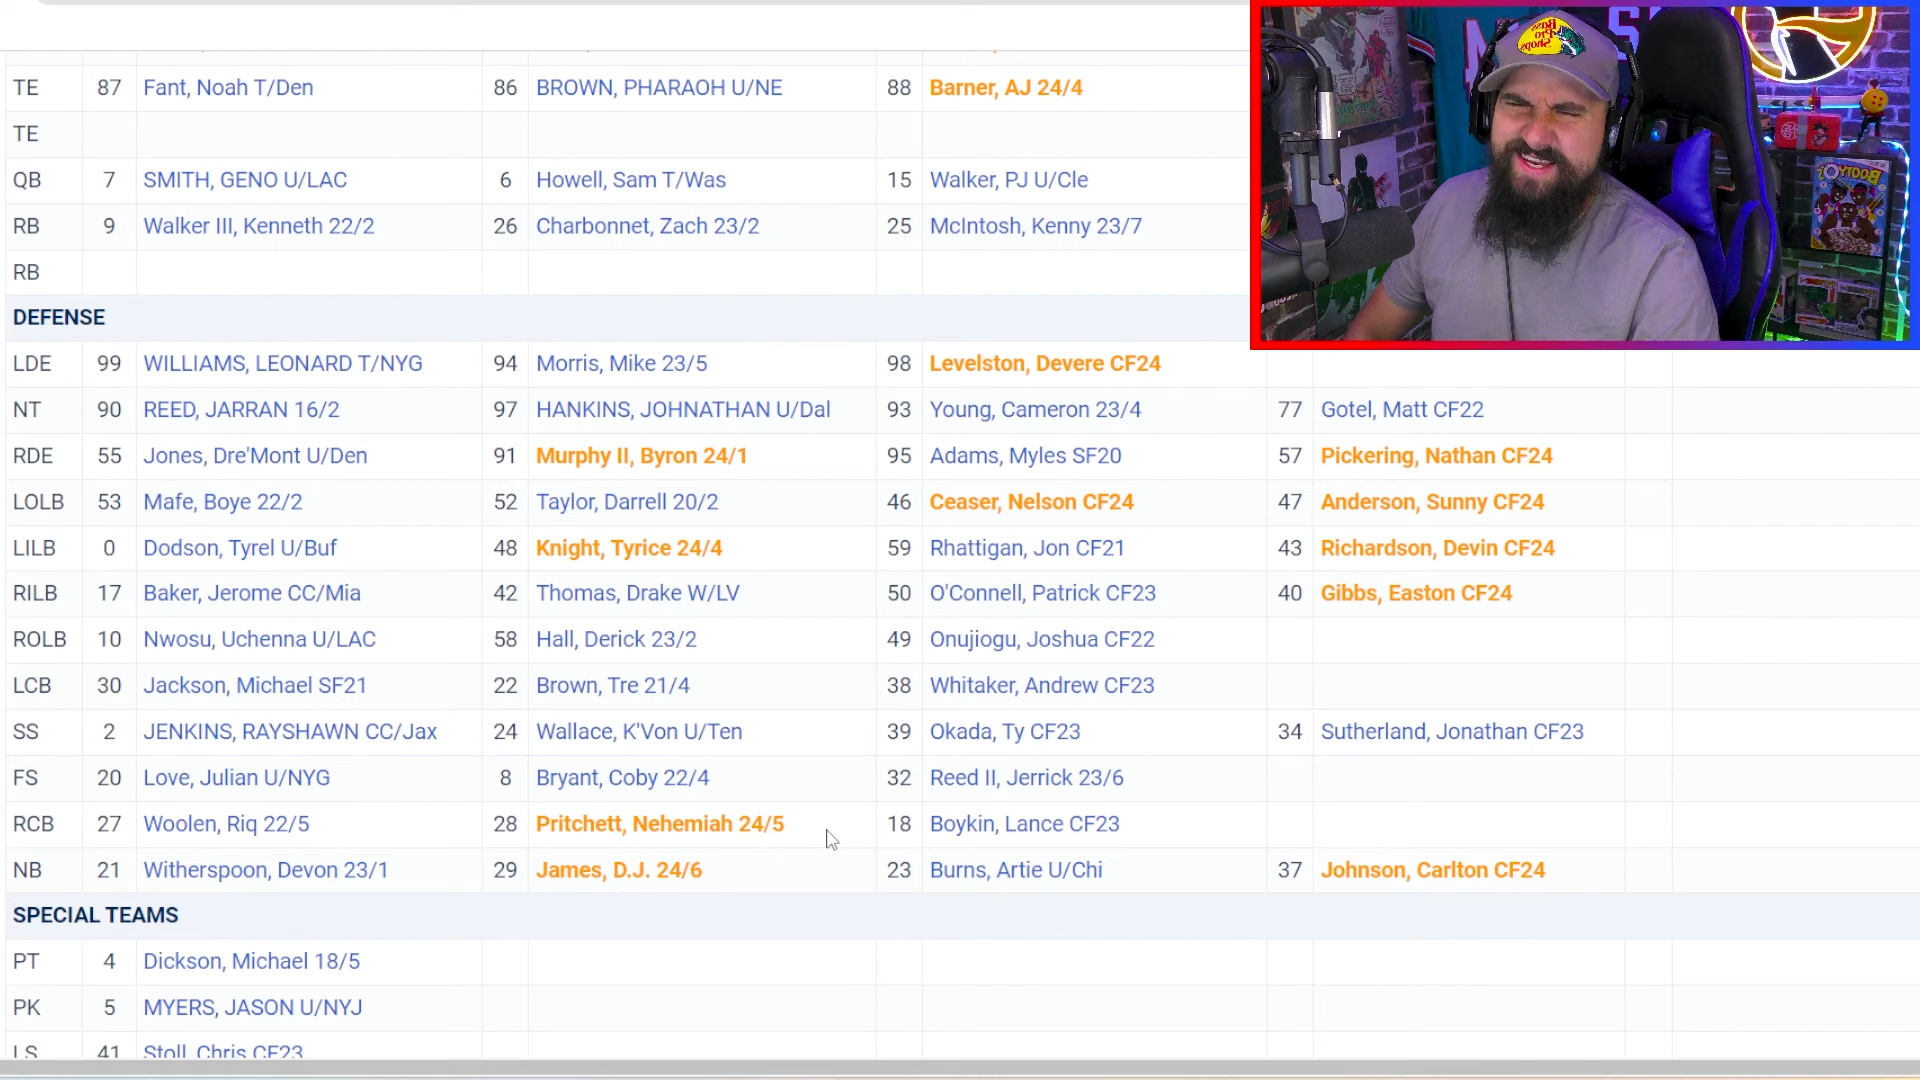 TE 87 Fant, Noah T/Den 86 BROWN, PHARAOH U/NE 88 Barner, AJ 24/4
TE
QB 7 SMITH, GENO U/LAC 6 Howell, Sam T/Was 15 Walker, PJ U/Cle
RB 9 Walker III, Kenneth 22/2 26 Charbonnet, Zach 23/2 25 McIntosh, Kenny 23/7
RB
DEFENSE
LDE 99 WILLIAMS, LEONARD T/NYG 94 Morris, Mike 23/5 98 Levelston, Devere CF24
NT 90 REED, JARRAN 16/2 97 HANKINS, JOHNATHAN U/Dal 93 Young, Cameron 23/4 77 Gotel, Matt CF22
RDE 55 Jones, Dre'Mont U/Den 91 Murphy II, Byron 24/1 95 Adams, Myles SF20 57 Pickering, Nathan CF24
LOLB 53 Mafe, Boye 22/2 52 Taylor, Darrell 20/2 46 Ceaser, Nelson CF24 47 Anderson, Sunny CF24
LILB 0 Dodson, Tyrel U/Buf 48 Knight, Tyrice 24/4 59 Rhattigan, Jon CF21 43 Richardson, Devin CF24
RILB 17 Baker, Jerome CC/Mia 42 Thomas, Drake W/LV 50 O'Connell, Patrick CF23 40 Gibbs, Easton CF24
ROLB 10 Nwosu, Uchenna U/LAC 58 Hall, Derick 23/2 49 Onujiogu, Joshua CF22
LCB 30 Jackson, Michael SF21 22 Brown, Tre 21/4 38 Whitaker, Andrew CF23
SS 2 JENKINS, RAYSHAWN CC/Jax 24 Wallace, K'Von U/Ten 39 Okada, Ty CF23 34 Sutherland, Jonathan CF23
FS 20 Love, Julian U/NYG 8 Bryant, Coby 22/4 32 Reed II, Jerrick 23/6
RCB 27 Woolen, Riq 22/5 28 Pritchett, Nehemiah 24/5 18 Boykin, Lance CF23
NB 21 Witherspoon, Devon 23/1 29 James, D.J. 24/6 23 Burns, Artie U/Chi 37 Johnson, Carlton CF24
SPECIAL TEAMS
PT 4 Dickson, Michael 18/5
PK 5 MYERS, JASON U/NYJ
LS 41 Stoll, Chris CF23
Bass
Pro
Shops